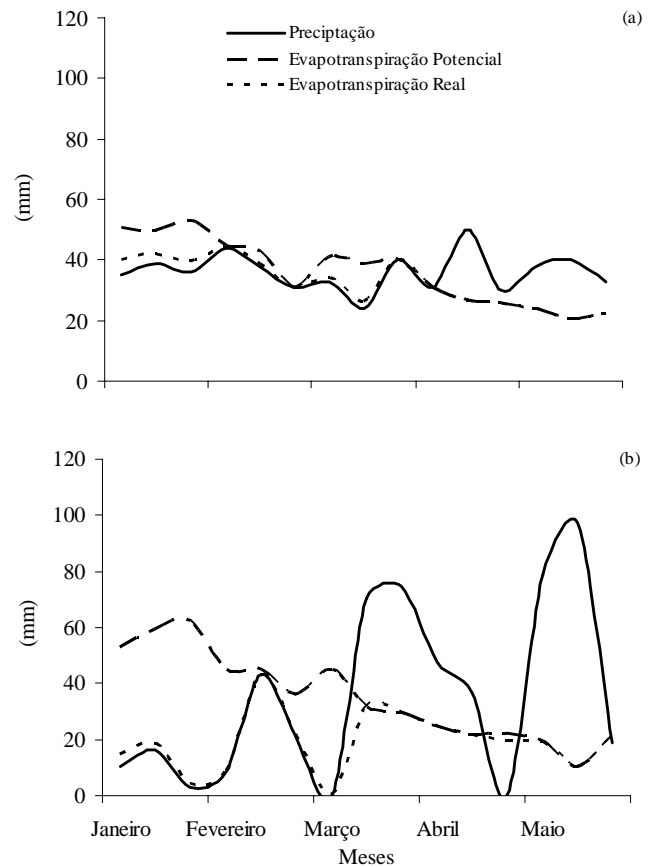 (a)
Preciptação
Evapotranspiração Potencial
Evapotranspiração Real
120
100
80
60
40
20
0
(mm)
(b)
120
100
80
60
40
20
0
(mm)
Janeiro Fevereiro Março Abril Maio
Meses